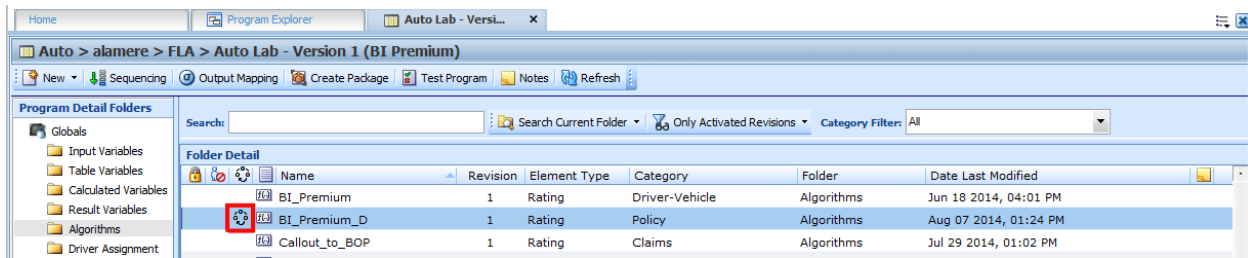 Home Program Explorer Auto Lab - Versi... x
Auto > alamere > FLA > Auto Lab - Version 1 (BI Premium)
New Sequencing Output Mapping Create Package Test Program Notes Refresh
Program Detail Folders
Globals
Input Variables
Table Variables
Calculated Variables
Result Variables
Algorithms
Driver Assignment
Search: Search Current Folder Only Activated Revisions Category Filter: All
Folder Detail
Name Revision Element Type Category Folder Date Last Modified
f(x) BI_Premium 1 Rating Driver-Vehicle Algorithms Jun 18 2014, 04:01 PM
f(x) BI_Premium_D 1 Rating Policy Algorithms Aug 07 2014, 01:24 PM
f(x) Callout_to_BOP 1 Rating Claims Algorithms Jul 29 2014, 01:02 PM